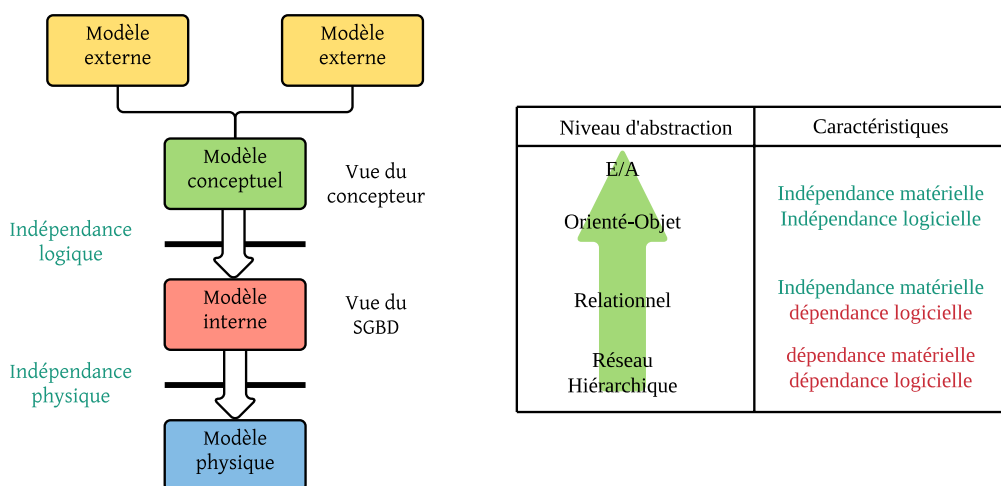 Modèle
externe
Modèle
externe
Modèle
conceptuel
Vue du
concepteur
Indépendance
logique
Modèle
interne
Vue du
SGBD
Indépendance
physique
Modèle
physique
Niveau d'abstraction
Caractéristiques
E/A
Orienté-Objet
Indépendance matérielle
Indépendance logicielle
Relationnel
Indépendance matérielle
dépendance logicielle
Réseau
Hiérarchique
dépendance matérielle
dépendance logicielle